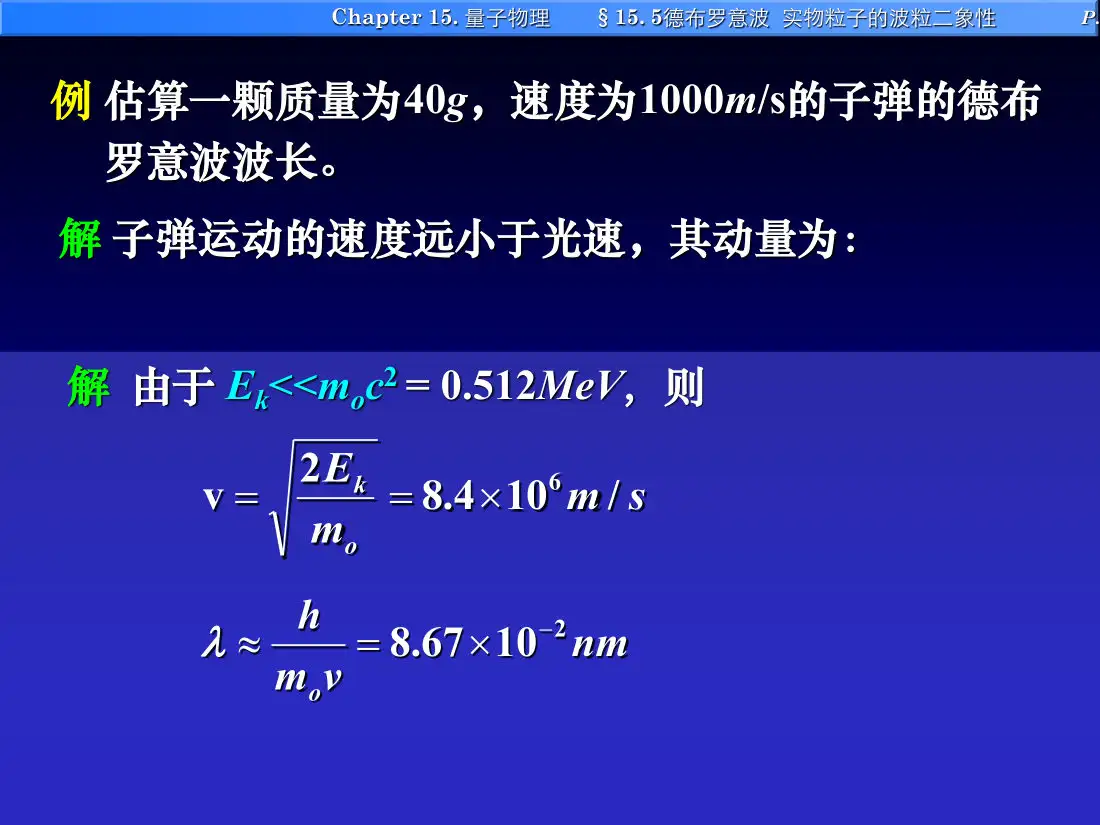 Chapter 15. 量子物理 §15.5德布罗意波 实物粒子的波粒二象性 P.
例 估算一颗质量为40g，速度为1000m/s的子弹的德布
罗意波波长。
解 子弹运动的速度远小于光速，其动量为:
解 由于 Eₖ<<mₒc² = 0.512MeV，则
v = √(2Eₖ/mₒ) = 8.4×10⁶ m / s
λ ≈ h/(mₒv) = 8.67×10⁻² nm